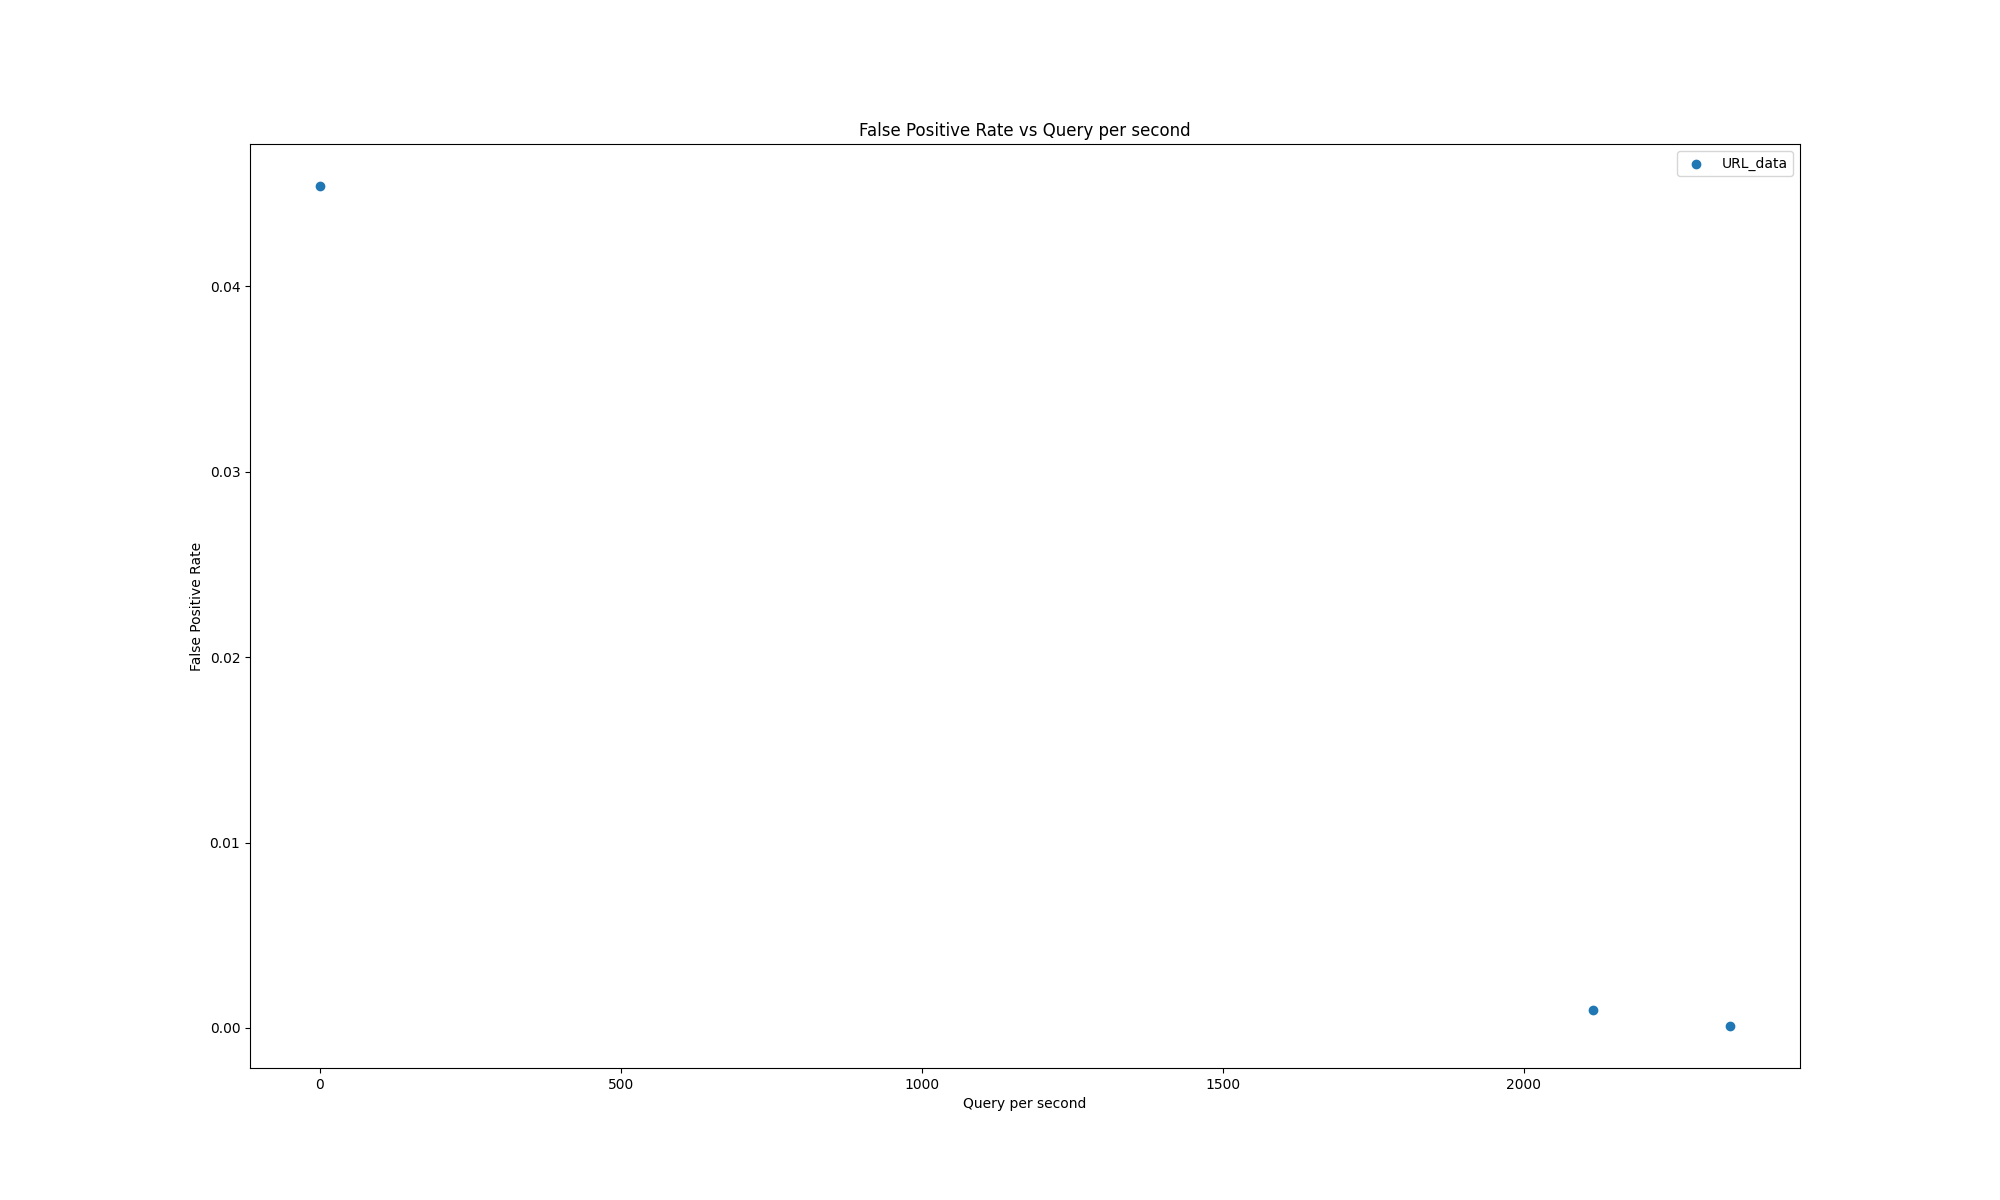 False Positive Rate vs Query per second
URL_data
0.04
0.03
0.02
0.01
0.00
False Positive Rate
0 500 1000 1500 2000
Query per second